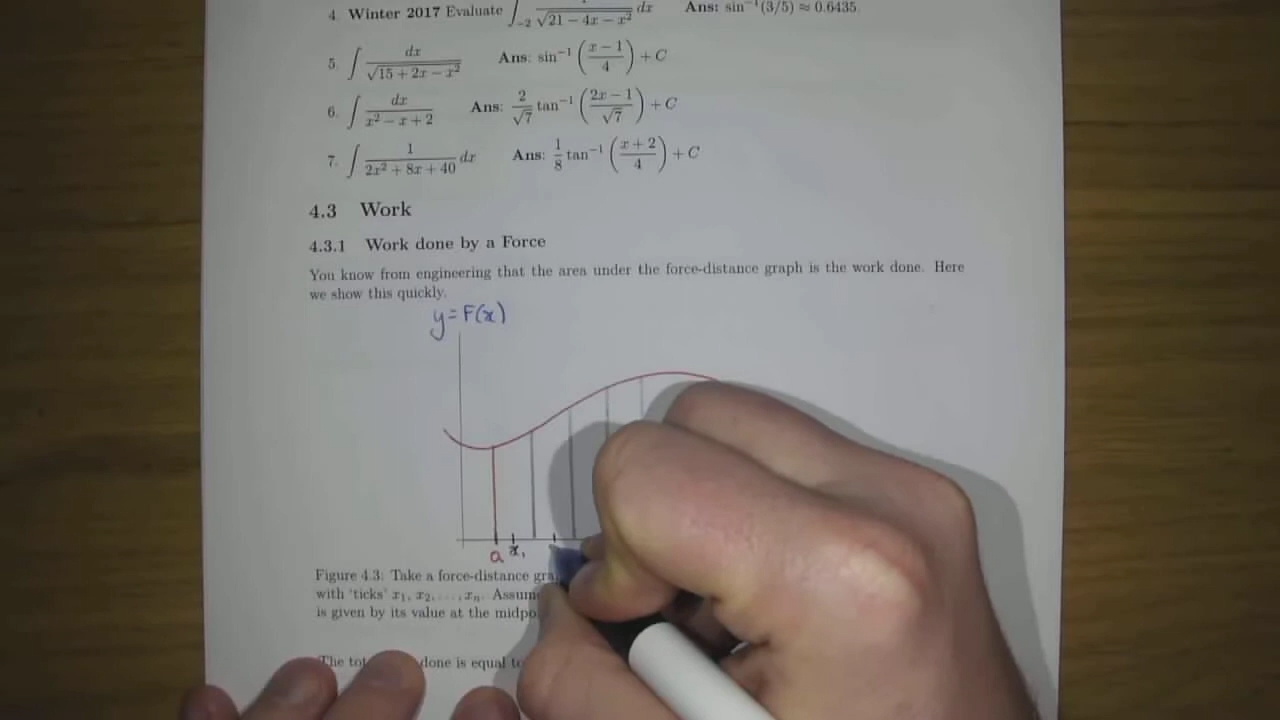 4. Winter 2017 Evaluate ∫₋₂ 1/√(21 − 4x − x²) dx Ans: sin⁻¹(3/5) ≈ 0.6435.
5. ∫ dx/√(15 + 2x − x²) Ans: sin⁻¹((x − 1)/4) + C
6. ∫ dx/(x² − x + 2) Ans: 2/√7 tan⁻¹((2x − 1)/√7) + C
7. ∫ 1/(2x² + 8x + 40) dx Ans: 1/8 tan⁻¹((x + 2)/4) + C
4.3 Work
4.3.1 Work done by a Force
You know from engineering that the area under the force-distance graph is the work done. Here
we show this quickly.
y=F(x)
a x₁
Figure 4.3: Take a force-distance gra
with ‘ticks’ x₁, x₂, . . . , xₙ. Assum
is given by its value at the midpo
The tot done is equal to